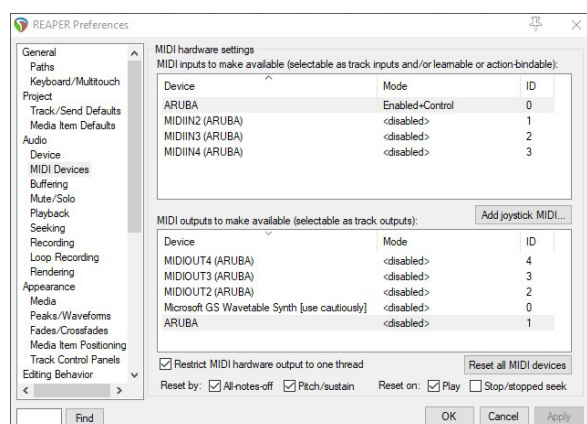 REAPER Preferences
General
Paths
Keyboard/Multitouch
Project
Track/Send Defaults
Media Item Defaults
Audio
Device
MIDI Devices
Buffering
Mute/Solo
Playback
Seeking
Recording
Loop Recording
Rendering
Appearance
Media
Peaks/Waveforms
Fades/Crossfades
Media Item Positioning
Track Control Panels
Editing Behavior
Find
MIDI hardware settings
MIDI inputs to make available (selectable as track inputs and/or learnable or action-bindable):
Device Mode ID
ARUBA Enabled+Control 0
MIDIIN2 (ARUBA) <disabled> 1
MIDIIN3 (ARUBA) <disabled> 2
MIDIIN4 (ARUBA) <disabled> 3
Add joystick MIDI...
MIDI outputs to make available (selectable as track outputs):
Device Mode ID
MIDIOUT4 (ARUBA) <disabled> 4
MIDIOUT3 (ARUBA) <disabled> 3
MIDIOUT2 (ARUBA) <disabled> 2
Microsoft GS Wavetable Synth [use cautiously] <disabled> 0
ARUBA <disabled> 1
Restrict MIDI hardware output to one thread Reset all MIDI devices
Reset by: All-notes-off Pitch/sustain Reset on: Play Stop/stopped seek
OK Cancel Apply